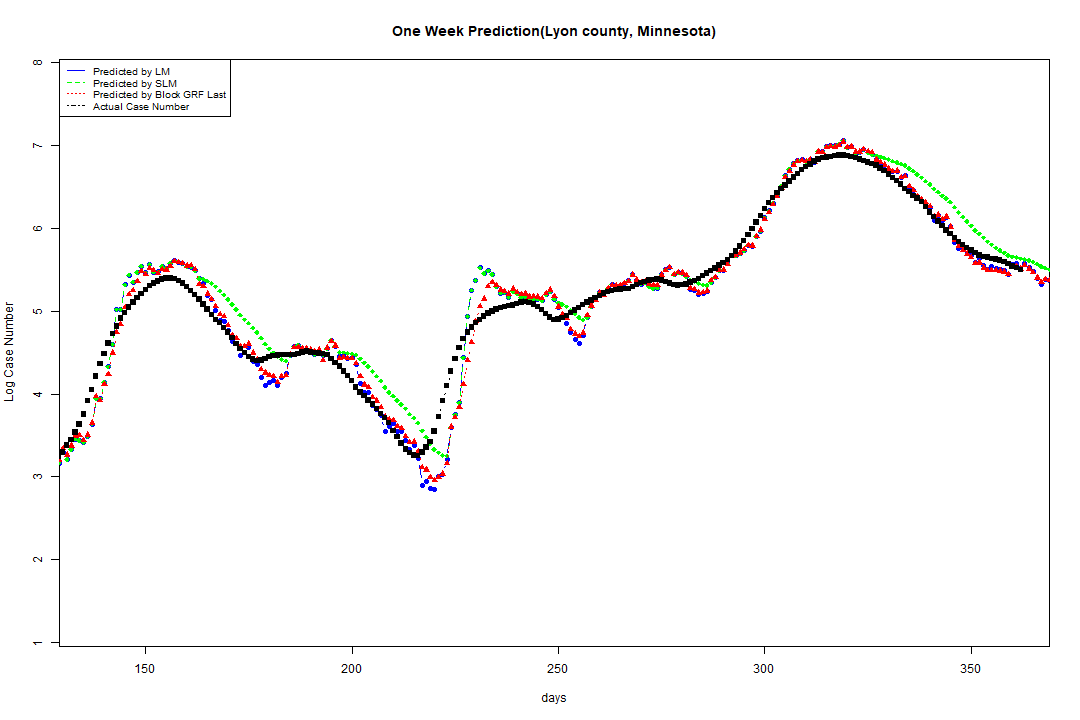 One Week Prediction(Lyon county, Minnesota)
Predicted by LM
Predicted by SLM
Predicted by Block GRF Last
Actual Case Number
8
7
6
5
4
3
2
1
Log Case Number
150 200 250 300 350
days